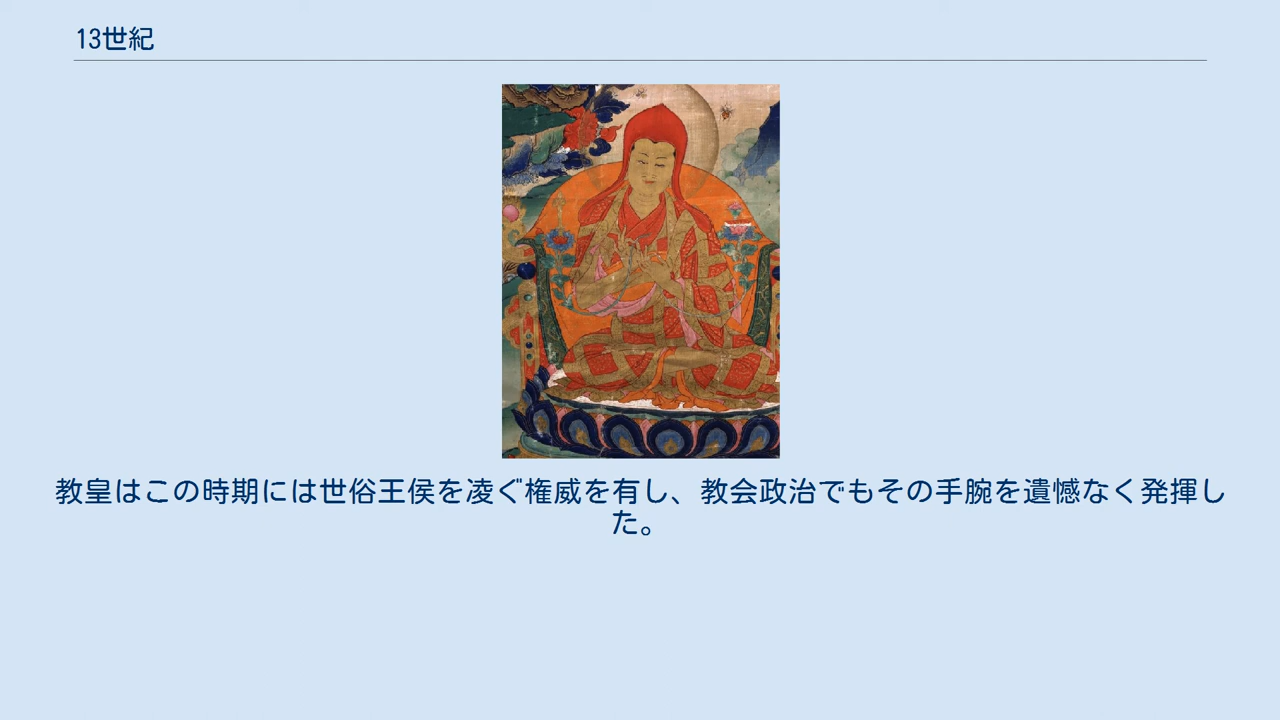 13世紀
教皇はこの時期には世俗王侯を凌ぐ権威を有し、教会政治でもその手腕を遺憾なく発揮し
た。